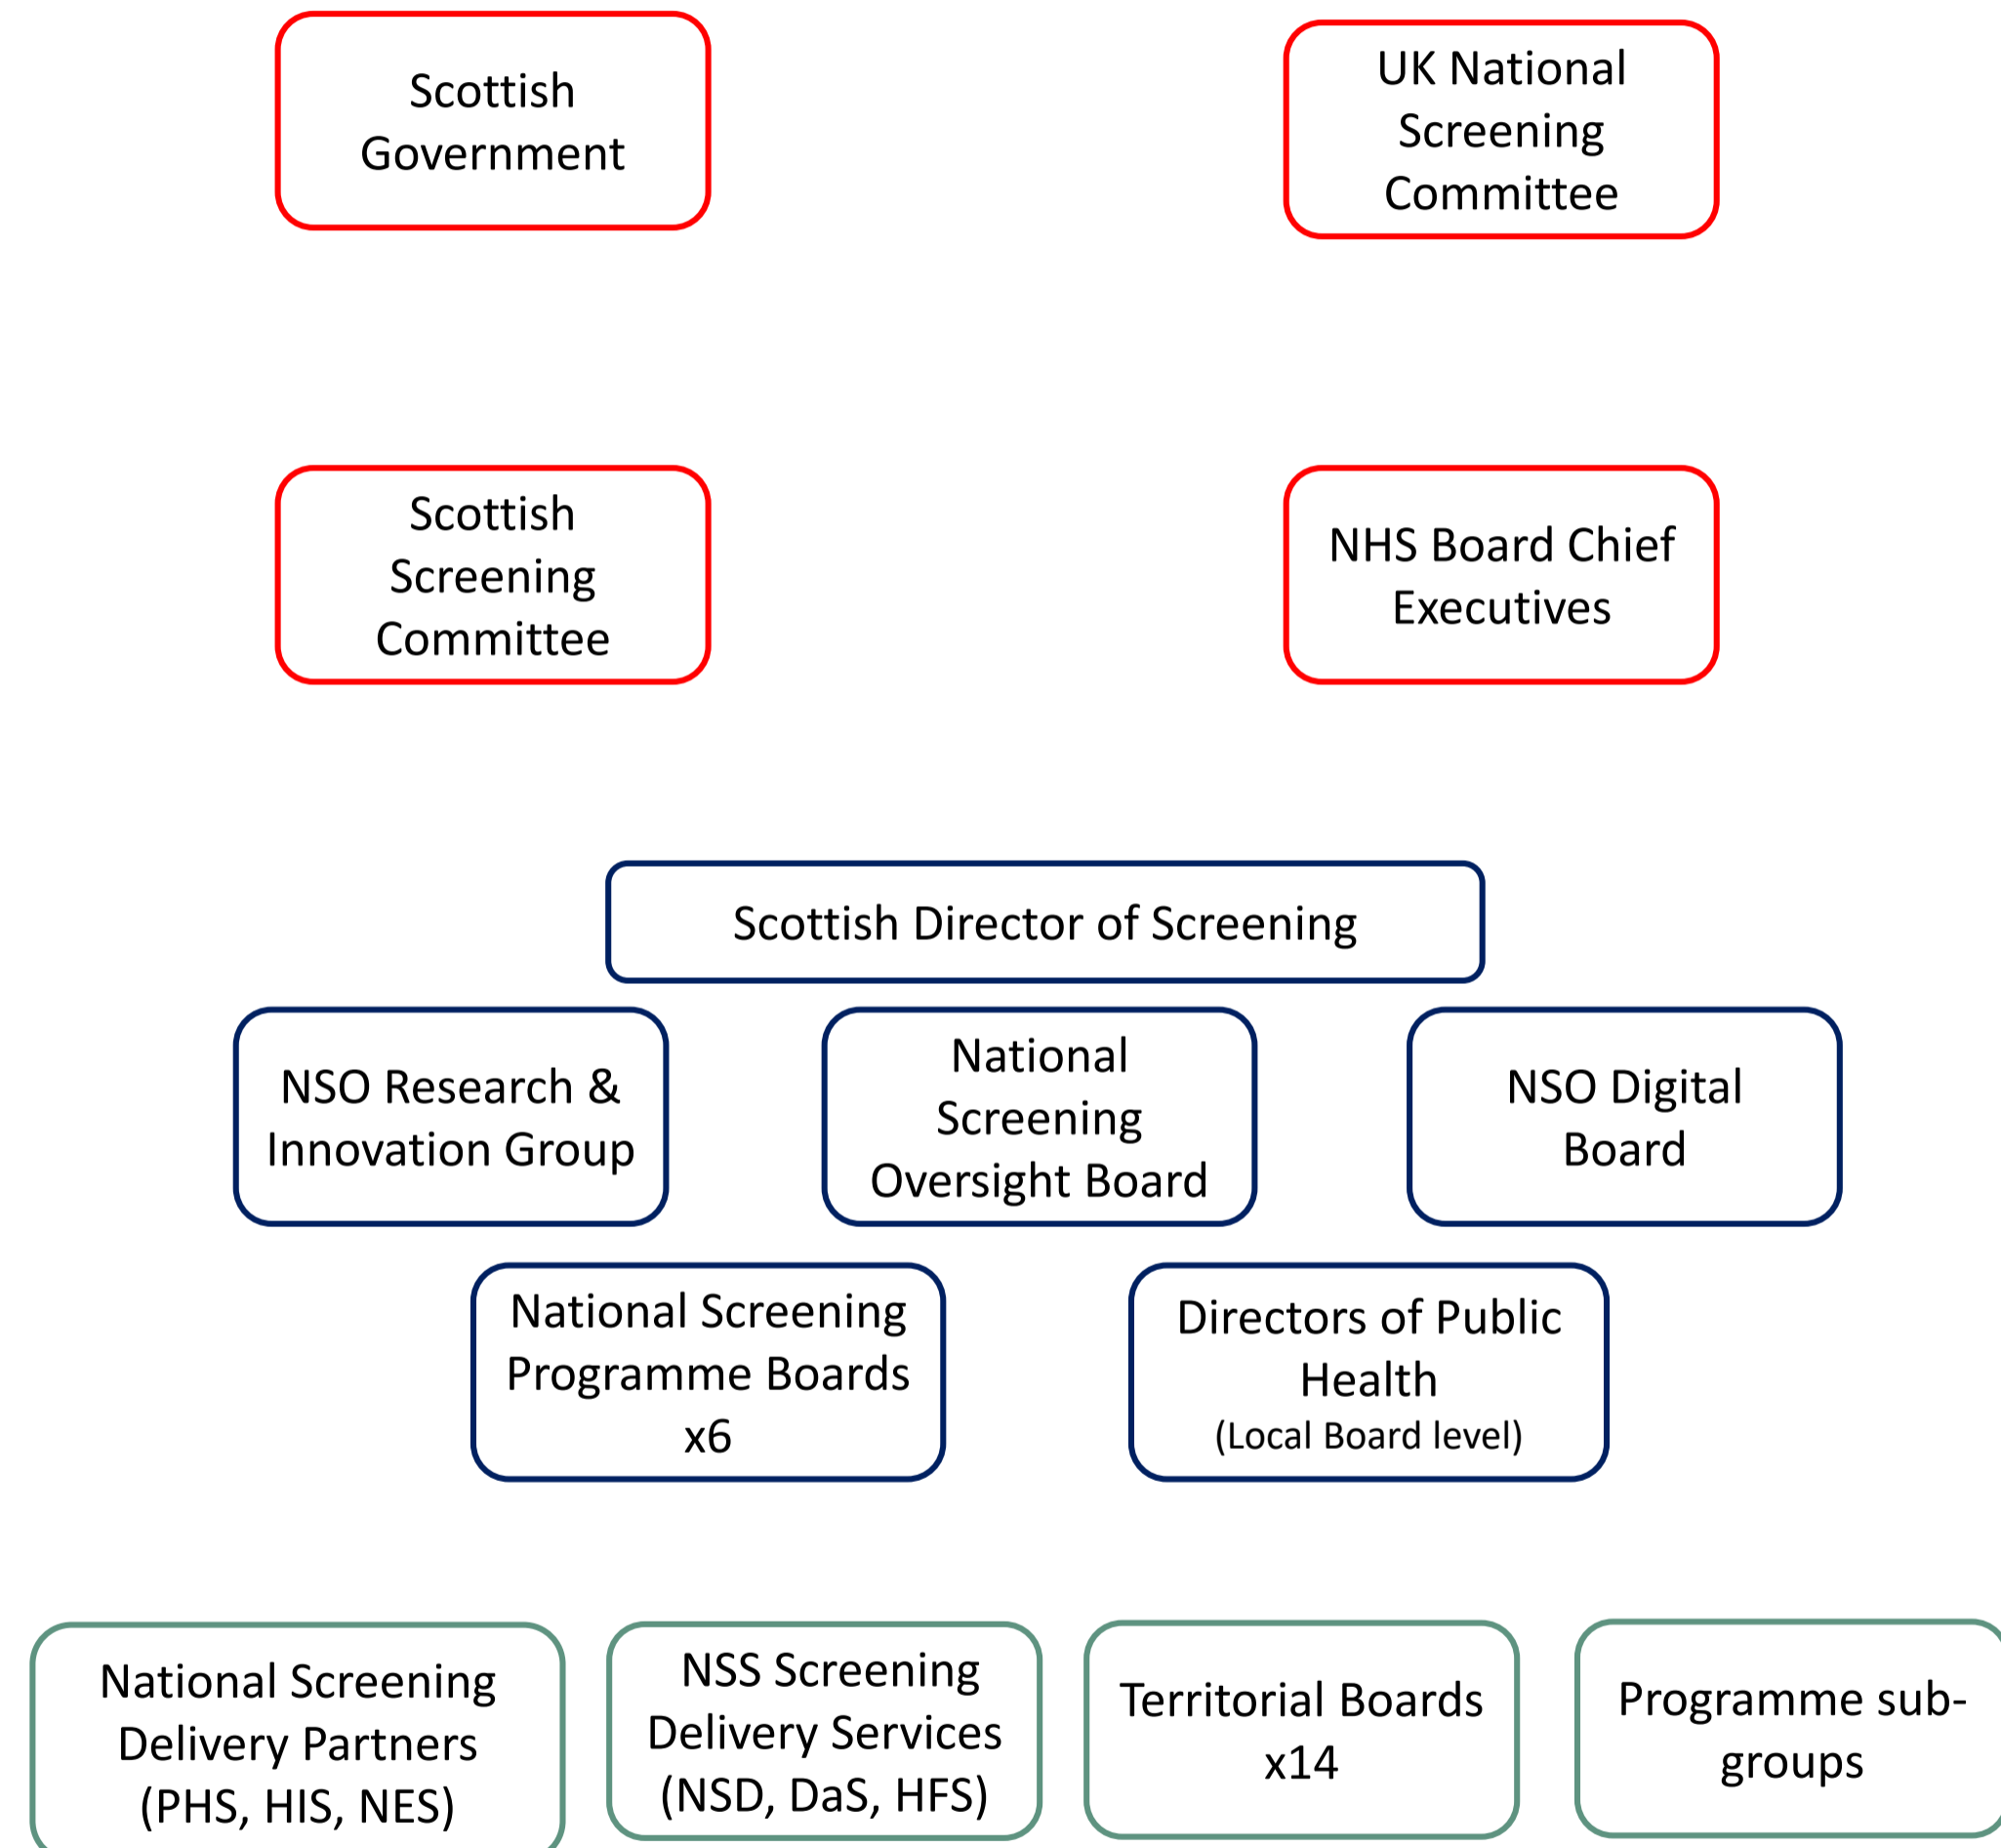 Scottish
Government
UK National
Screening
Committee
Scottish
Screening
Committee
NHS Board Chief
Executives
Scottish Director of Screening
NSO Research &
Innovation Group
National
Screening
Oversight Board
NSO Digital
Board
National Screening
Programme Boards
x6
Directors of Public
Health
(Local Board level)
National Screening
Delivery Partners
(PHS, HIS, NES)
NSS Screening
Delivery Services
(NSD, DaS, HFS)
Territorial Boards
x14
Programme sub-
groups